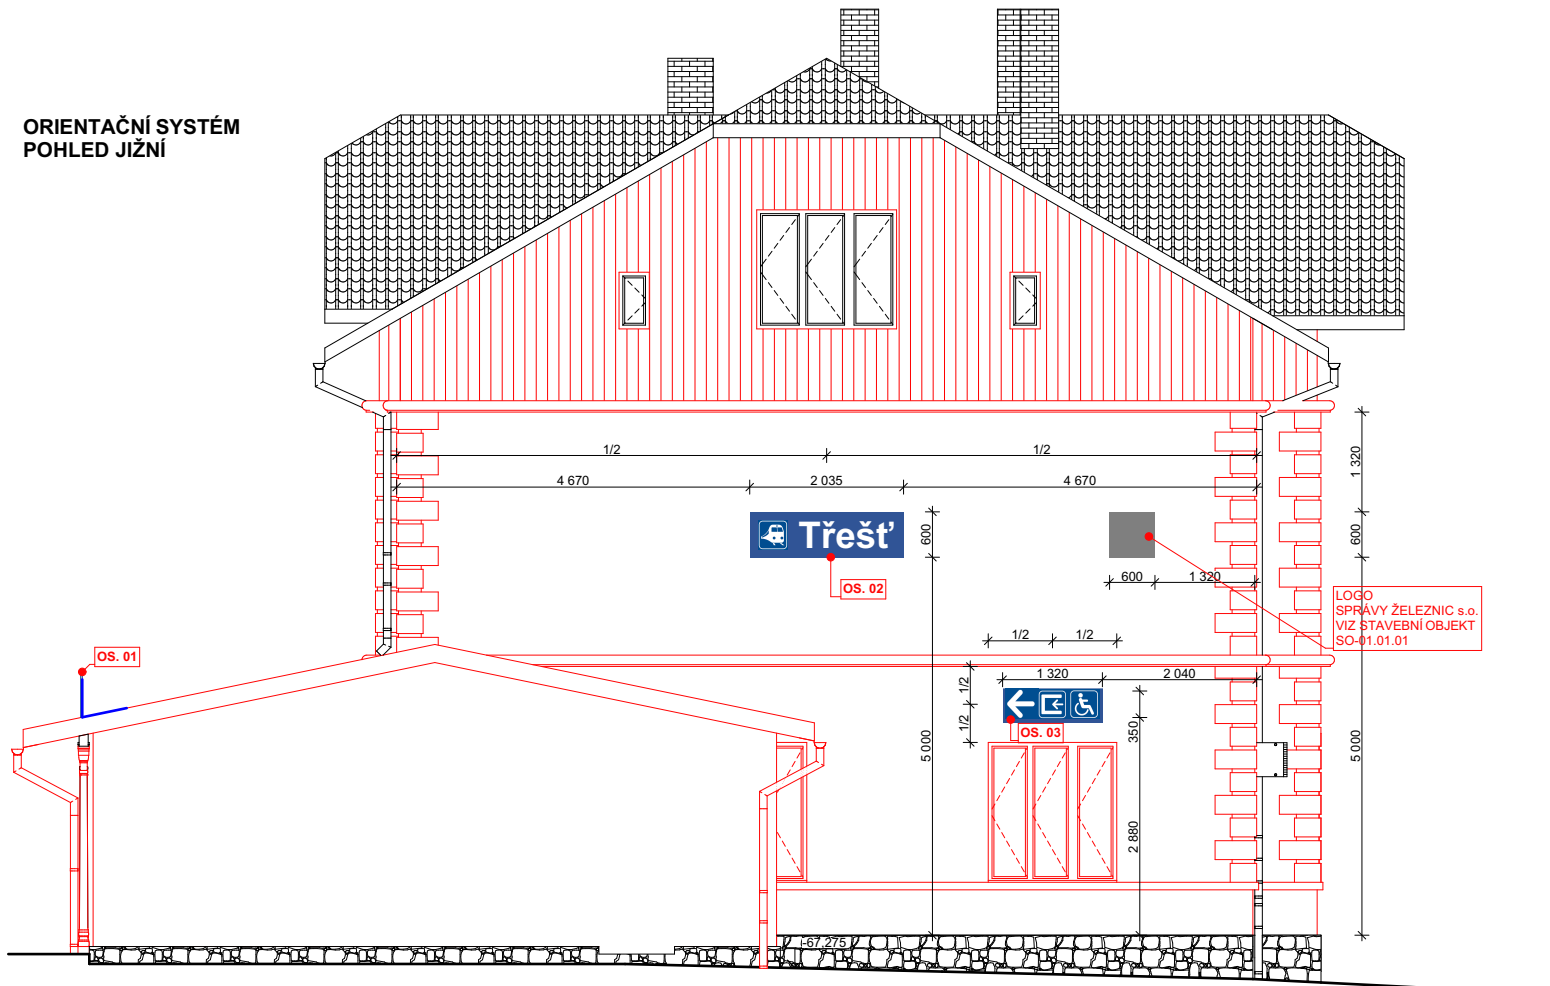 ORIENTAČNÍ SYSTÉM
POHLED JIŽNÍ
1/2
1/2
4 670
2 035
4 670
1 320
600
Třešť
600
OS. 02
600
1 320
LOGO
SPRÁVY ŽELEZNIC s.o.
VIZ STAVEBNÍ OBJEKT
SO-01.01.01
1/2
1/2
OS. 01
1 320
2 040
1/2
1/2
OS. 03
350
5 000
5 000
2 880
-67,275